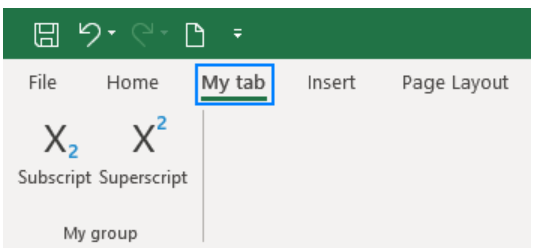 File Home My tab Insert Page Layout
X₂ X²
Subscript Superscript
My group